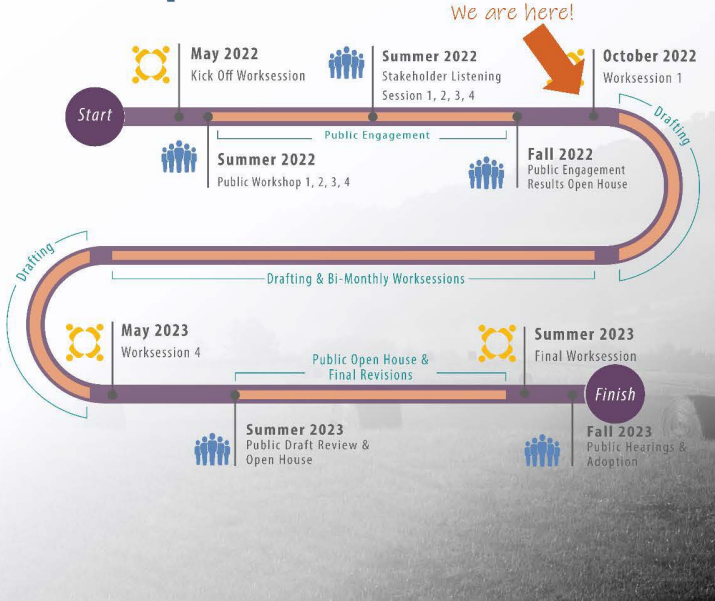 We are here!
May 2022
Kick Off Worksession
Summer 2022
Stakeholder Listening
Session 1, 2, 3, 4
October 2022
Worksession 1
Start
Public Engagement
Drafting
Summer 2022
Public Workshop 1, 2, 3, 4
Fall 2022
Public Engagement
Results Open House
Drafting
Drafting & Bi-Monthly Worksessions
May 2023
Worksession 4
Public Open House &
Final Revisions
Summer 2023
Final Worksession
Finish
Summer 2023
Public Draft Review &
Open House
Fall 2023
Public Hearings &
Adoption